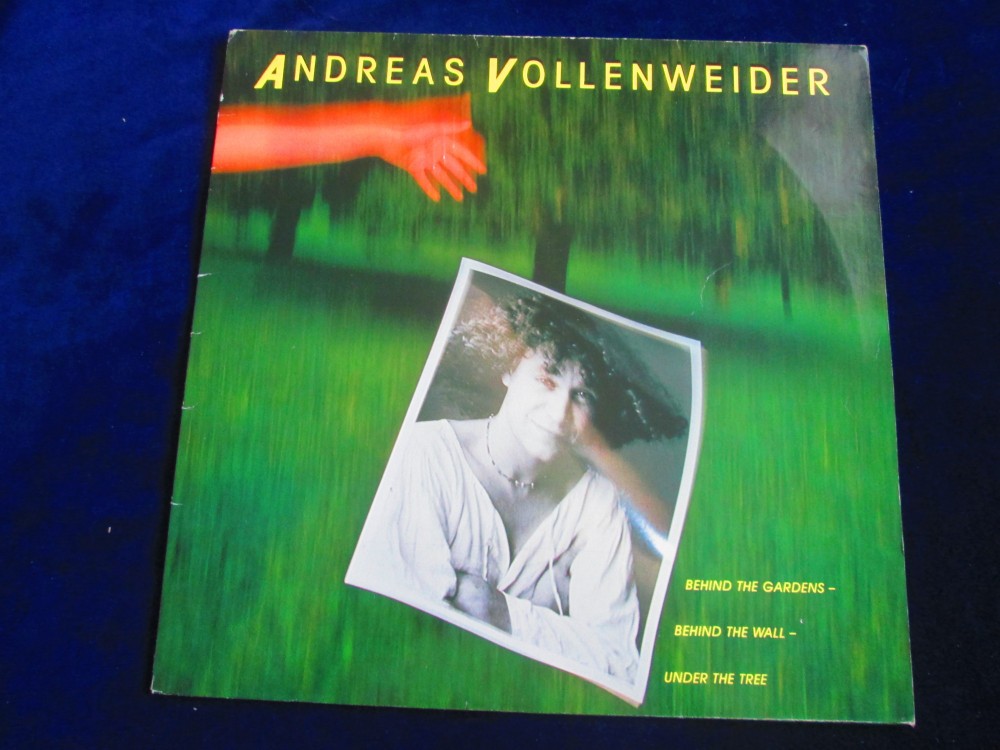 ANDREAS VOLLENWEIDER
BEHIND THE GARDENS –
BEHIND THE WALL –
UNDER THE TREE